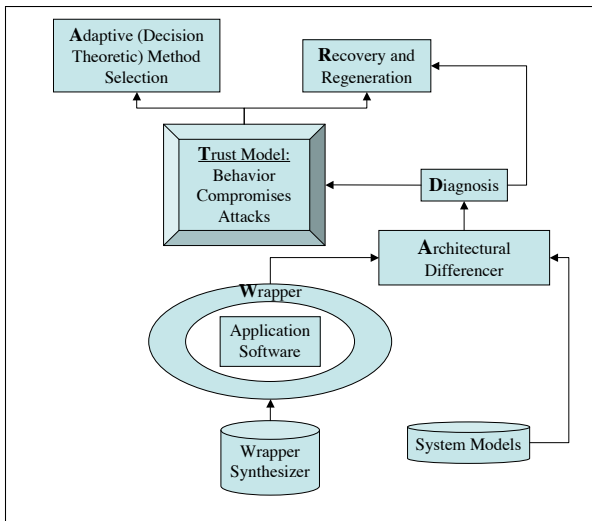 Adaptive (Decision
Theoretic) Method
Selection
Recovery and
Regeneration
Trust Model:
Behavior
Compromises
Attacks
Diagnosis
Architectural
Differencer
Wrapper
Application
Software
Wrapper
Synthesizer
System Models